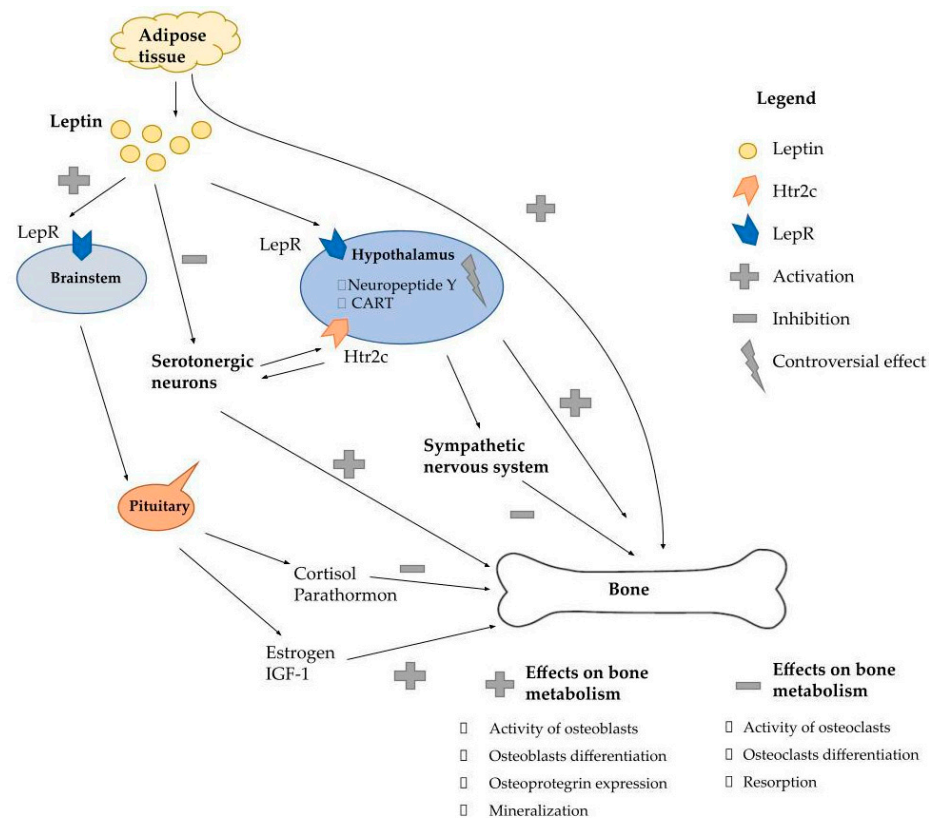 Adipose
tissue
Leptin
LepR
Brainstem
LepR
Hypothalamus
▯Neuropeptide Y
▯ CART
Htr2c
Serotonergic
neurons
Sympathetic
nervous system
Pituitary
Cortisol
Parathormon
Estrogen
IGF-1
Bone
Legend
Leptin
Htr2c
LepR
Activation
Inhibition
Controversial effect
Effects on bone
metabolism
▯ Activity of osteoblasts
▯ Osteoblasts differentiation
▯ Osteoprotegrin expression
▯ Mineralization
Effects on bone
metabolism
▯ Activity of osteoclasts
▯ Osteoclasts differentiation
▯ Resorption